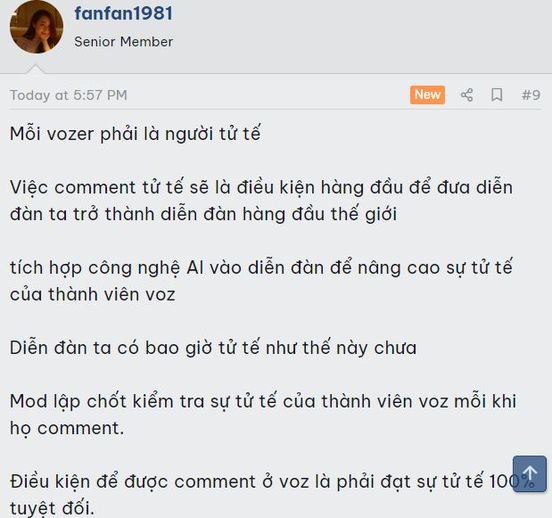 fanfan1981
Senior Member
Today at 5:57 PM New #9
Mỗi vozer phải là người tử tế
Việc comment tử tế sẽ là điều kiện hàng đầu để đưa diễn
đàn ta trở thành diễn đàn hàng đầu thế giới
tích hợp công nghệ AI vào diễn đàn để nâng cao sự tử tế
của thành viên voz
Diễn đàn ta có bao giờ tử tế như thế này chưa
Mod lập chốt kiểm tra sự tử tế của thành viên voz mỗi khi
họ comment.
Điều kiện để được comment ở voz là phải đạt sự tử tế 100%
tuyệt đối.